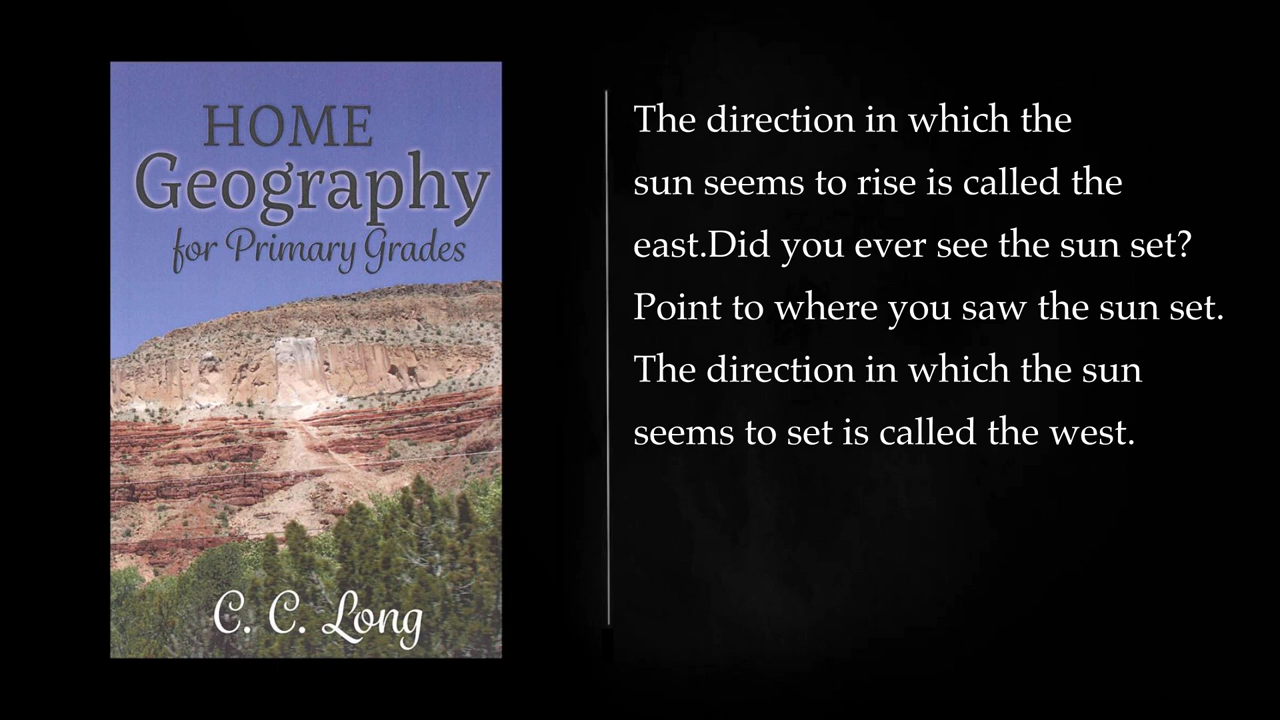 HOME
Geography
for Primary Grades
C. C. Long
The direction in which the
sun seems to rise is called the
east.Did you ever see the sun set?
Point to where you saw the sun set.
The direction in which the sun
seems to set is called the west.